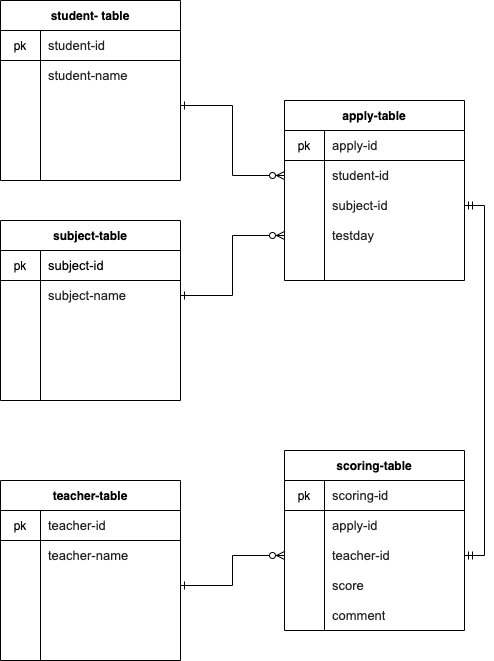 student- table
pk student-id
student-name
apply-table
pk apply-id
student-id
subject-id
testday
subject-table
pk subject-id
subject-name
scoring-table
pk scoring-id
apply-id
teacher-id
score
comment
teacher-table
pk teacher-id
teacher-name